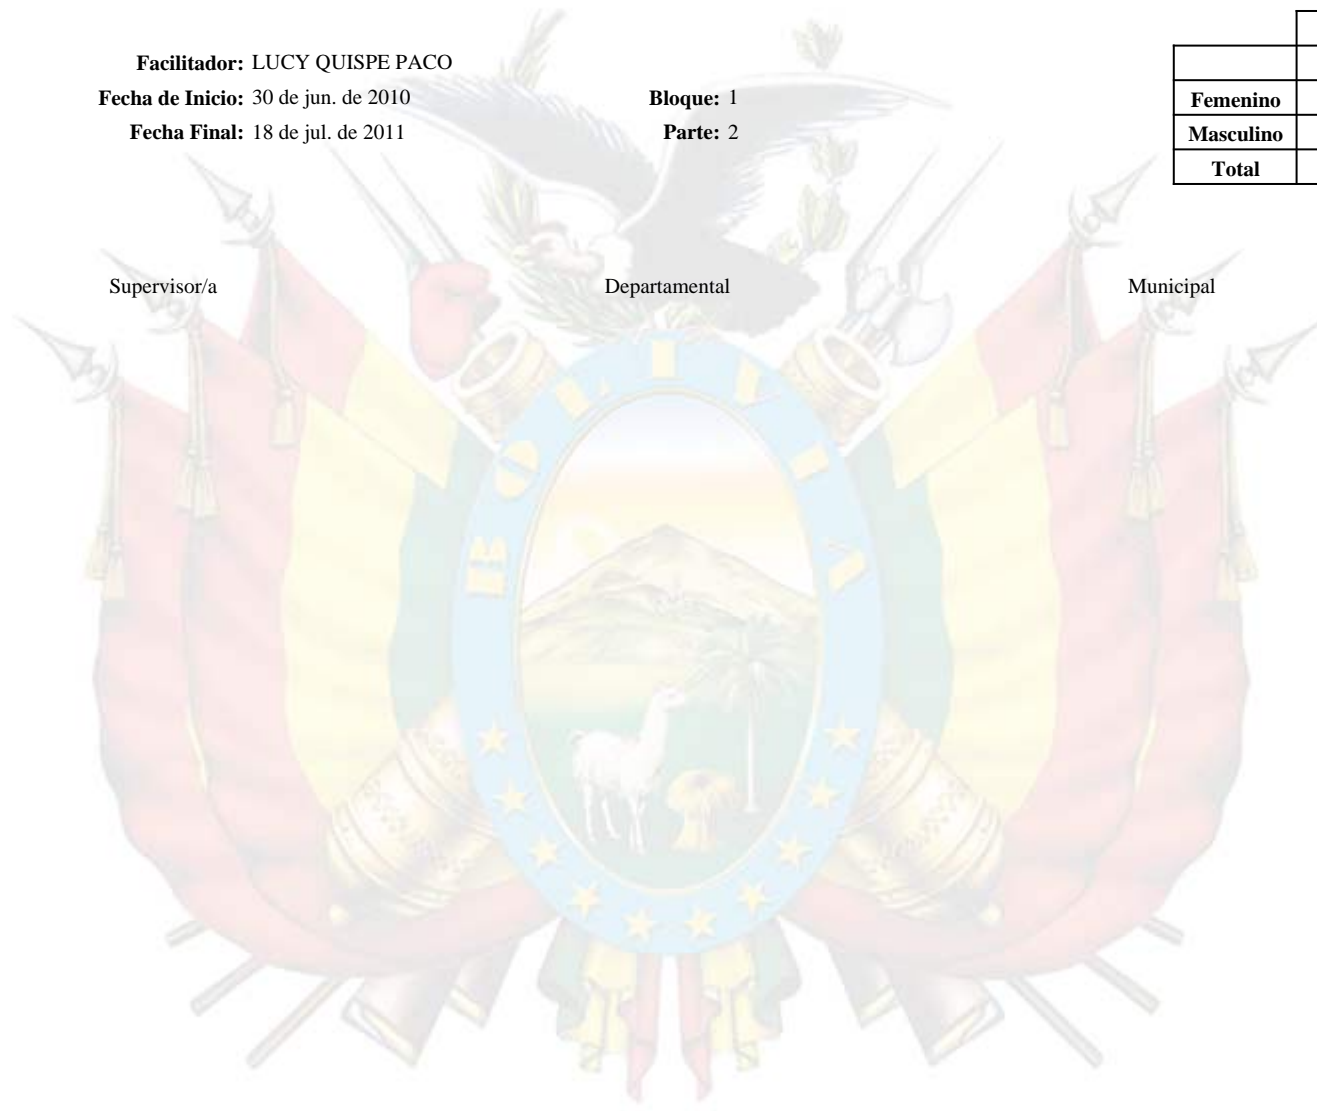 Facilitador: LUCY QUISPE PACO
Fecha de Inicio: 30 de jun. de 2010 Bloque: 1
Fecha Final: 18 de jul. de 2011 Parte: 2
Femenino
Masculino
Total
Supervisor/a Departamental Municipal
BOLIVIA